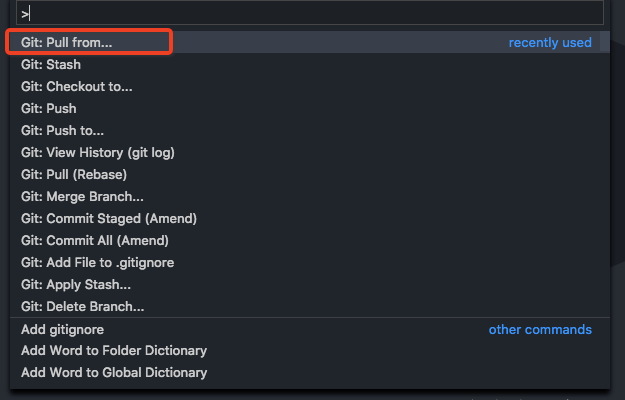 >
Git: Pull from... recently used
Git: Stash
Git: Checkout to...
Git: Push
Git: Push to...
Git: View History (git log)
Git: Pull (Rebase)
Git: Merge Branch...
Git: Commit Staged (Amend)
Git: Commit All (Amend)
Git: Add File to .gitignore
Git: Apply Stash...
Git: Delete Branch...
Add gitignore other commands
Add Word to Folder Dictionary
Add Word to Global Dictionary